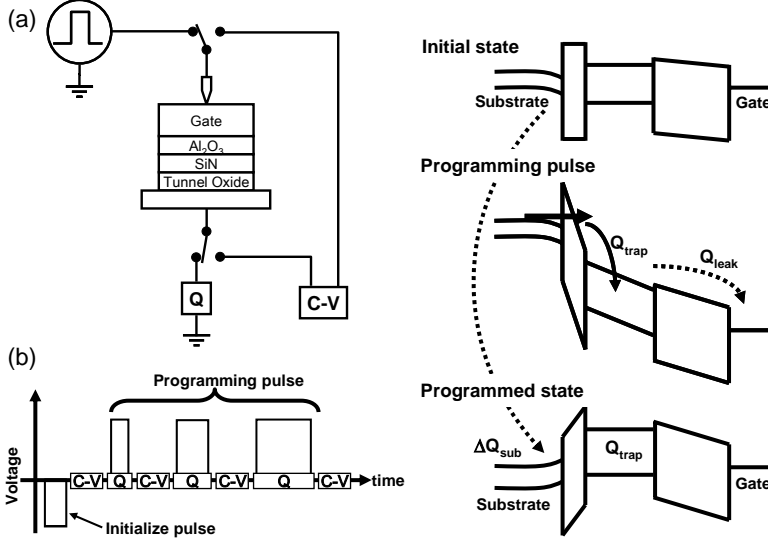 (a)
Gate
Al₂O₃
SiN
Tunnel Oxide
Q
C-V
(b)
Programming pulse
Voltage
C-V Q C-V Q C-V Q C-V
time
Initialize pulse
Initial state
Substrate
Gate
Programming pulse
Qtrap
Qleak
Programmed state
ΔQsub
Qtrap
Substrate
Gate